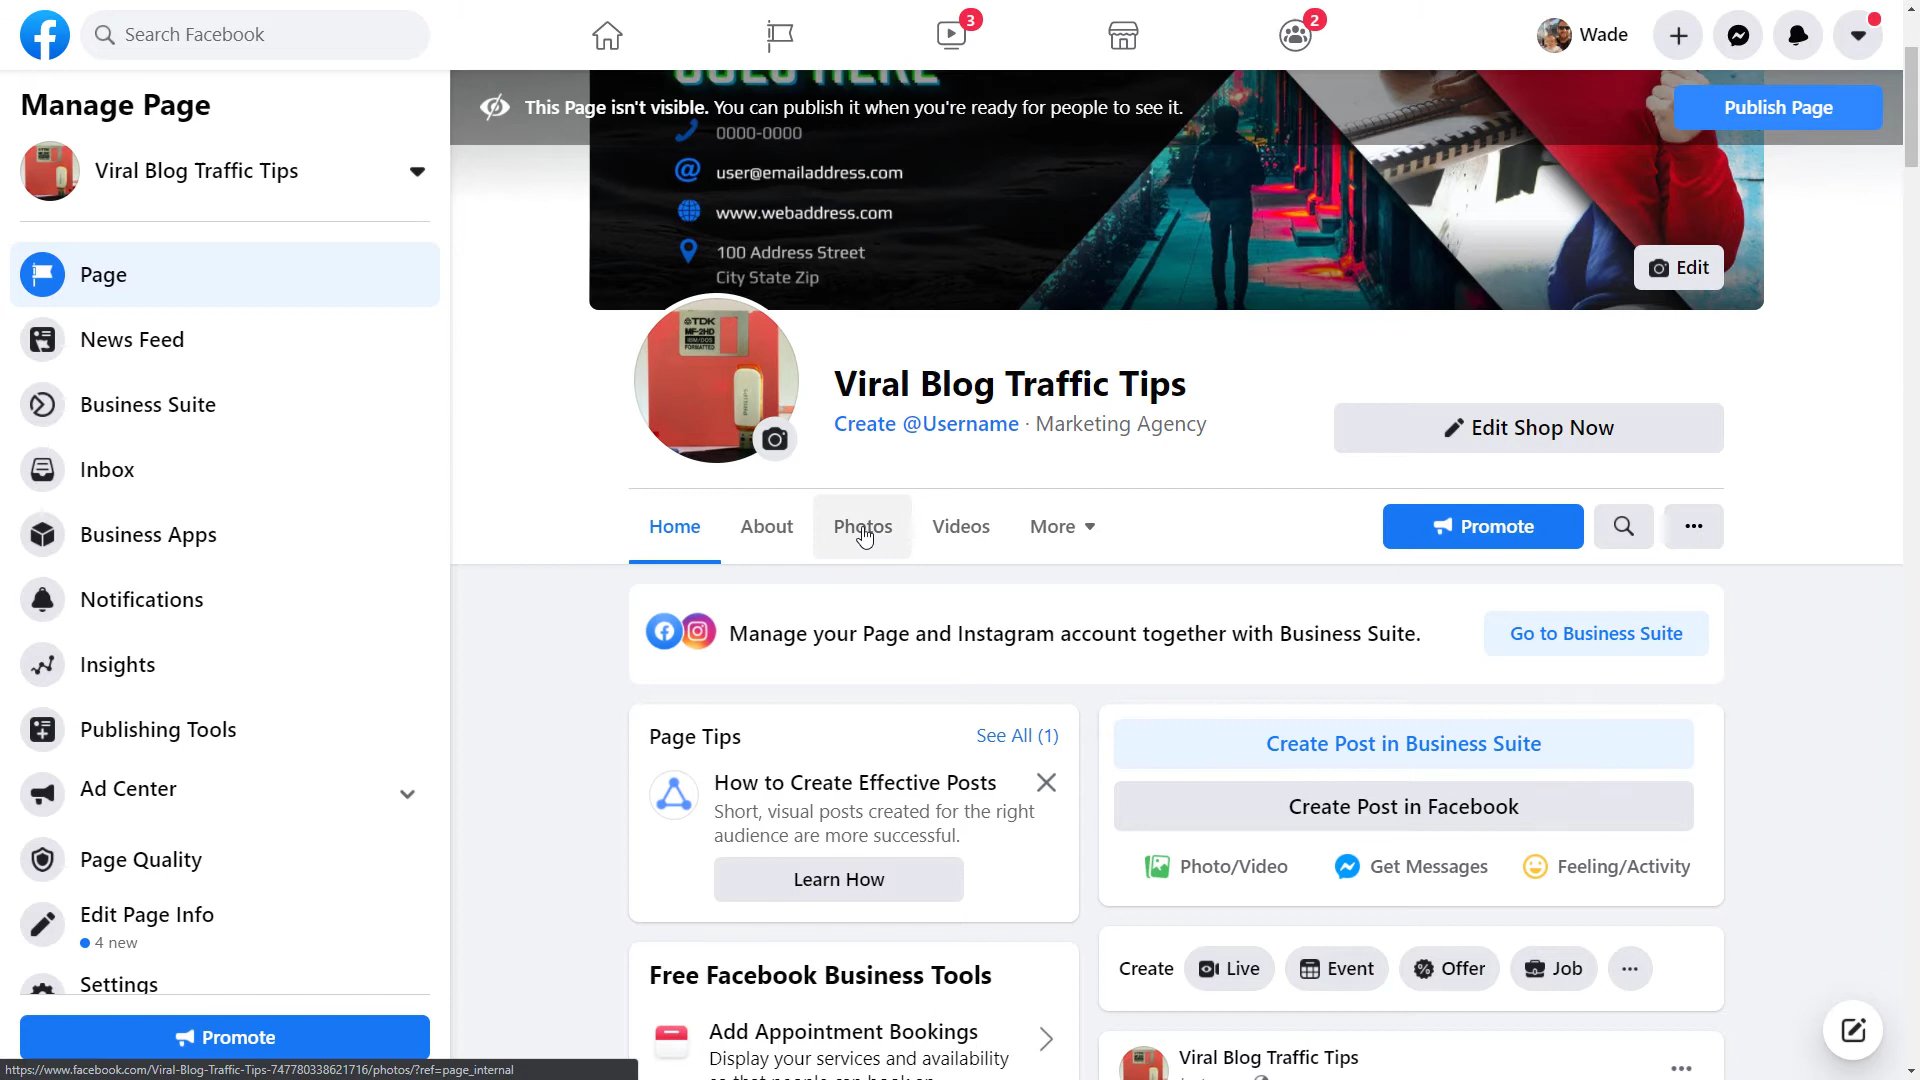 Search Facebook
3
2
Wade
Manage Page
Viral Blog Traffic Tips
Page
News Feed
Business Suite
Inbox
Business Apps
Notifications
Insights
Publishing Tools
Ad Center
Page Quality
Edit Page Info
4 new
Settings
Promote
This Page isn't visible. You can publish it when you're ready for people to see it.
Publish Page
0000-0000
user@emailaddress.com
www.webaddress.com
100 Address Street
City State Zip
Edit
TDK
MF-2HD
Viral Blog Traffic Tips
Create @Username · Marketing Agency
Edit Shop Now
Home
About
Photos
Videos
More
Promote
Manage your Page and Instagram account together with Business Suite.
Go to Business Suite
Page Tips
See All (1)
How to Create Effective Posts
Short, visual posts created for the right
audience are more successful.
Learn How
Free Facebook Business Tools
Add Appointment Bookings
Display your services and availability
Create Post in Business Suite
Create Post in Facebook
Photo/Video
Get Messages
Feeling/Activity
Create
Live
Event
Offer
Job
Viral Blog Traffic Tips
https://www.facebook.com/Viral-Blog-Traffic-Tips-747780338621716/photos/?ref=page_internal